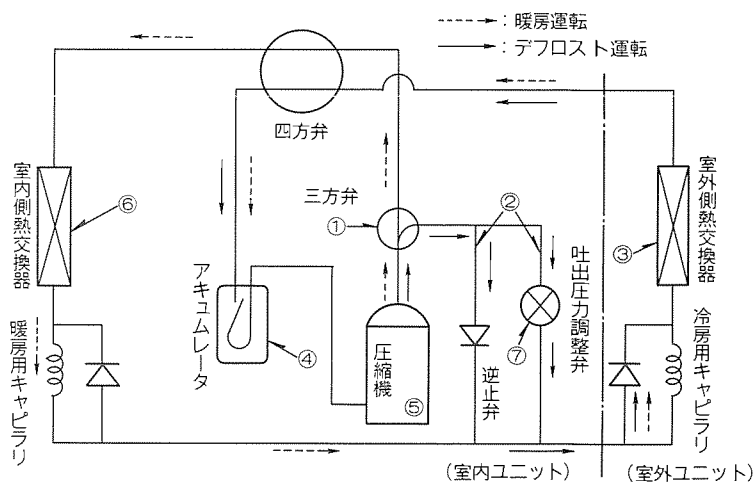 : 暖房運転
: デフロスト運転
四方弁
三方弁
室内側熱交換器
⑥
①
②
室外側熱交換器
③
アキュムレータ
④
吐出圧力調整弁
⑦
暖房用キャピラリ
圧縮機
⑤
逆止弁
冷房用キャピラリ
(室内ユニット)
(室外ユニット)